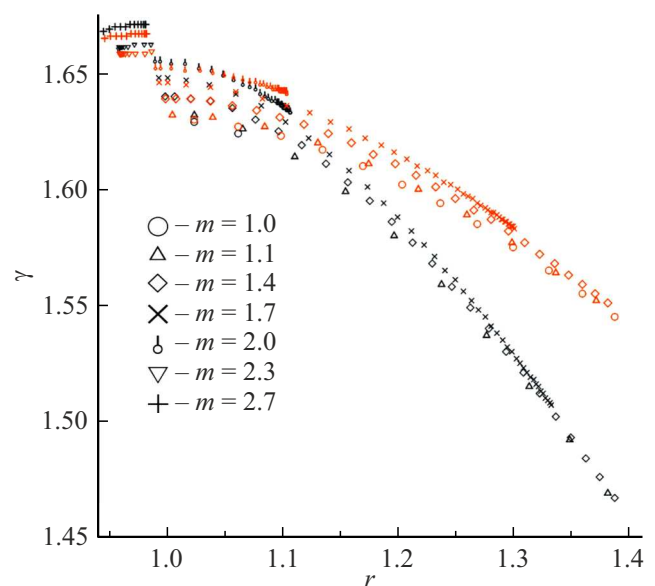 1.65
1.60
1.55
1.50
1.45
γ
– m = 1.0
– m = 1.1
– m = 1.4
– m = 1.7
– m = 2.0
– m = 2.3
– m = 2.7
1.0 1.1 1.2 1.3 1.4
r